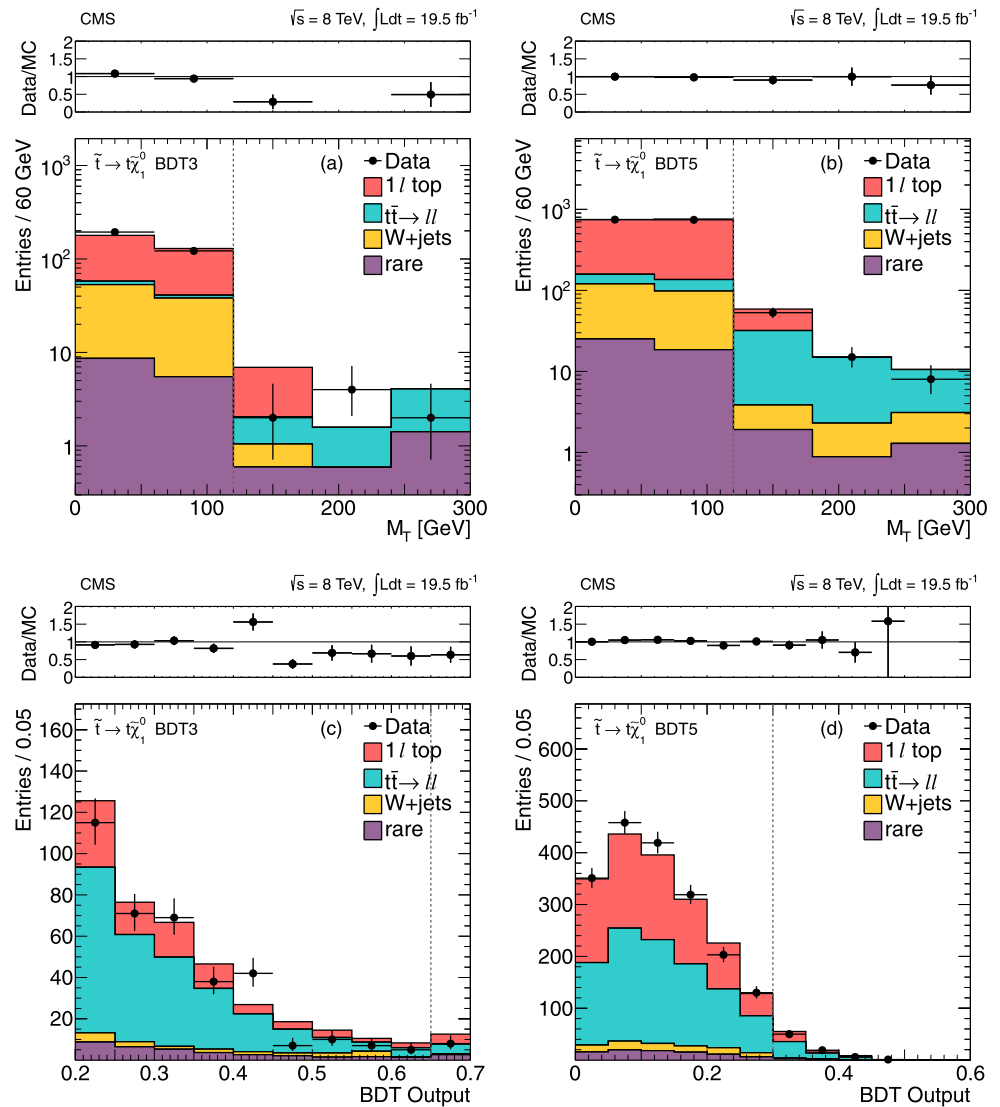 CMS √s = 8 TeV, ∫Ldt = 19.5 fb⁻¹
Data/MC
2
1.5
1
0.5
0
Entries / 60 GeV
t̃ → tχ̃₁⁰ BDT3 (a)
Data
1 l top
tt̄ → ll
W+jets
rare
10³
10²
10
1
0 100 200 300
M_T [GeV]
CMS √s = 8 TeV, ∫Ldt = 19.5 fb⁻¹
Data/MC
2
1.5
1
0.5
0
Entries / 60 GeV
t̃ → tχ̃₁⁰ BDT5 (b)
Data
1 l top
tt̄ → ll
W+jets
rare
10³
10²
10
1
0 100 200 300
M_T [GeV]
CMS √s = 8 TeV, ∫Ldt = 19.5 fb⁻¹
Data/MC
2
1.5
1
0.5
0
Entries / 0.05
t̃ → tχ̃₁⁰ BDT3 (c)
Data
1 l top
tt̄ → ll
W+jets
rare
160
140
120
100
80
60
40
20
0.2 0.3 0.4 0.5 0.6 0.7
BDT Output
CMS √s = 8 TeV, ∫Ldt = 19.5 fb⁻¹
Data/MC
2
1.5
1
0.5
0
Entries / 0.05
t̃ → tχ̃₁⁰ BDT5 (d)
Data
1 l top
tt̄ → ll
W+jets
rare
600
500
400
300
200
100
0 0.2 0.4 0.6
BDT Output